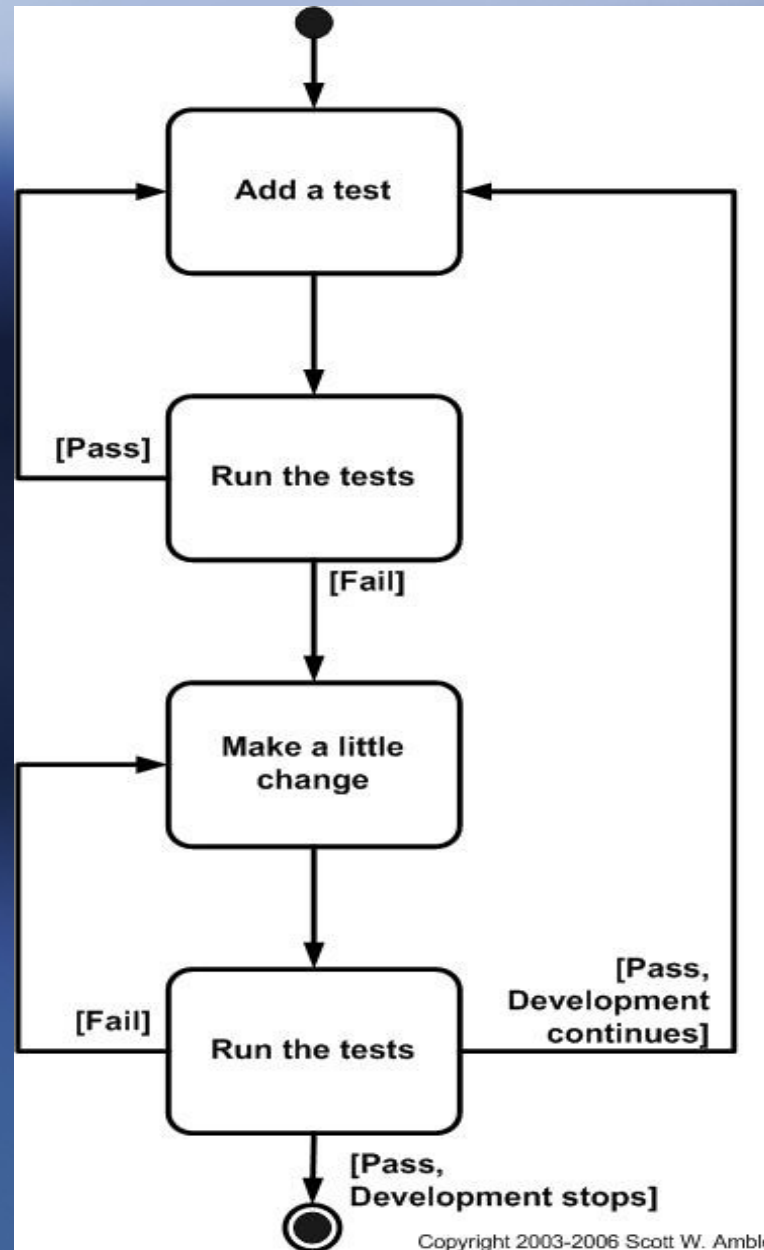 Add a test
[Pass]
Run the tests
[Fail]
Make a little
change
[Fail]
Run the tests
[Pass,
Development
continues]
[Pass,
Development stops]
Copyright 2003-2006 Scott W.